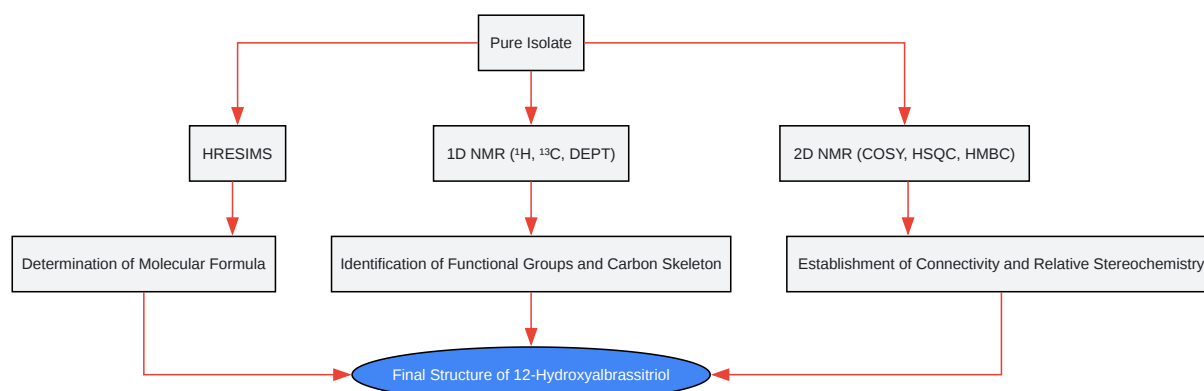 Pure Isolate
HRESIMS
1D NMR (¹H, ¹³C, DEPT)
2D NMR (COSY, HSQC, HMBC)
Determination of Molecular Formula
Identification of Functional Groups and Carbon Skeleton
Establishment of Connectivity and Relative Stereochemistry
Final Structure of 12-Hydroxyalbrassitriol